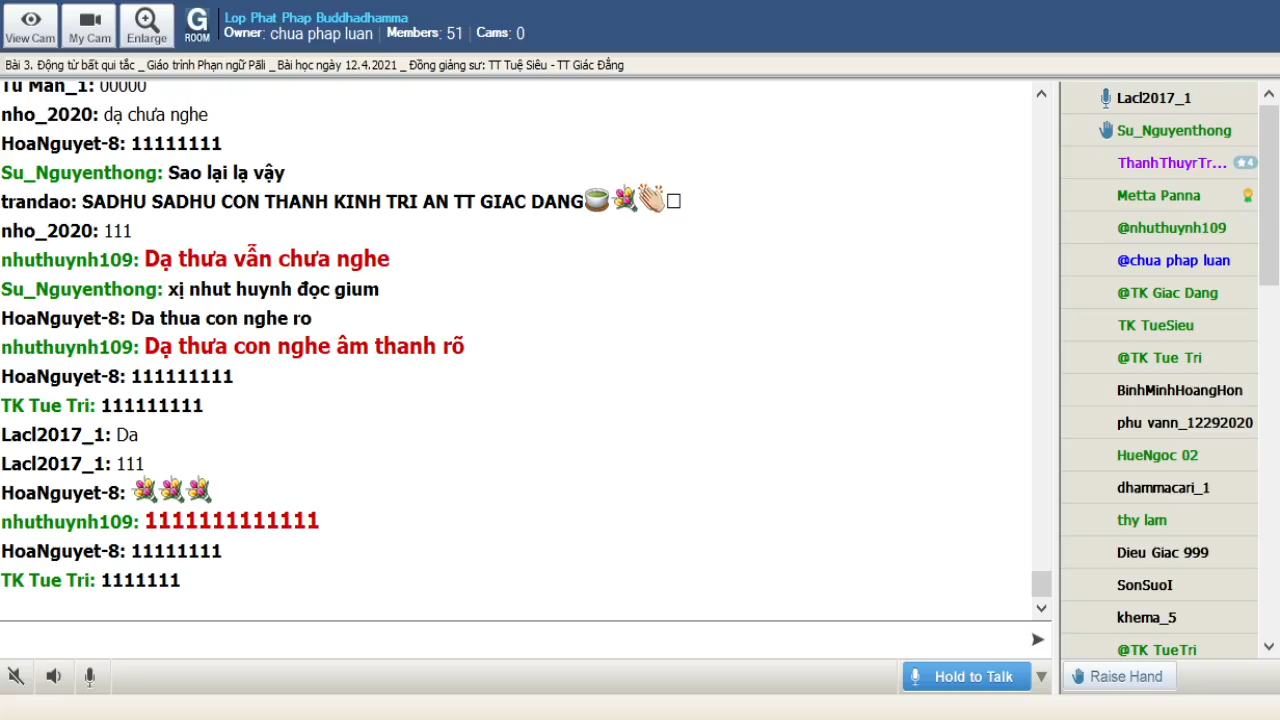 View Cam
My Cam
Enlarge
G
ROOM
Lop Phat Phap Buddhadhamma
Owner: chua phap luan | Members: 51 | Cams: 0
Bài 3. Động từ bất qui tắc _ Giáo trình Phạn ngữ Pāli _ Bài học ngày 12.4.2021 _ Đồng giảng sư: TT Tuệ Siêu - TT Giác Đẳng
Tu Man_1: 00000
nho_2020: dạ chưa nghe
HoaNguyet-8: 11111111
Su_Nguyenthong: Sao lại lạ vậy
trandao: SADHU SADHU CON THANH KINH TRI AN TT GIAC DANG
nho_2020: 111
nhuthuynh109: Dạ thưa vẫn chưa nghe
Su_Nguyenthong: xị nhut huynh đọc gium
HoaNguyet-8: Da thua con nghe ro
nhuthuynh109: Dạ thưa con nghe âm thanh rõ
HoaNguyet-8: 111111111
TK Tue Tri: 111111111
Lacl2017_1: Da
Lacl2017_1: 111
HoaNguyet-8:
nhuthuynh109: 1111111111111
HoaNguyet-8: 11111111
TK Tue Tri: 1111111
Hold to Talk
Lacl2017_1
Su_Nguyenthong
ThanhThuyrTr... ★4
Metta Panna
@nhuthuynh109
@chua phap luan
@TK Giac Dang
TK TueSieu
@TK Tue Tri
BinhMinhHoangHon
phu vann_12292020
HueNgoc 02
dhammacari_1
thy lam
Dieu Giac 999
SonSuoI
khema_5
@TK TueTri
Raise Hand